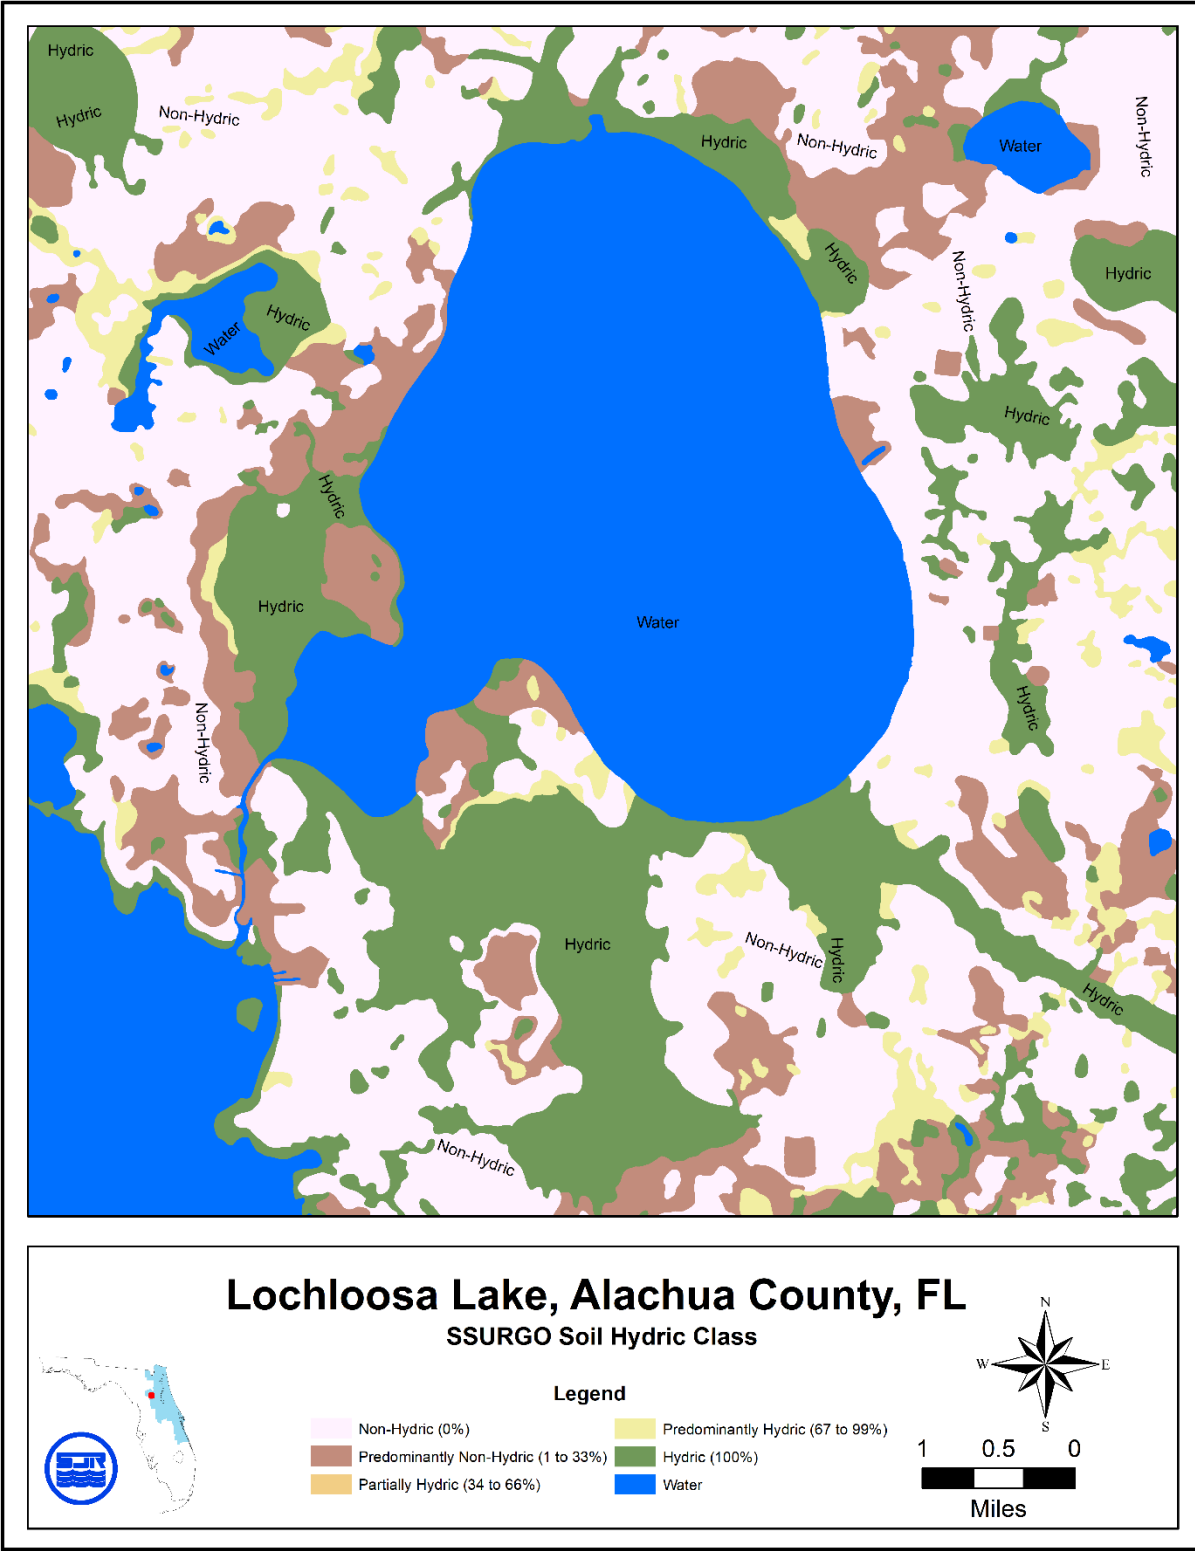 Hydric
Hydric
Non-Hydric
Hydric
Non-Hydric
Water
Non-Hydric
Hydric
Non-Hydric
Hydric
Hydric
Water
Hydric
Hydric
Hydric
Water
Hydric
Non-Hydric
Hydric
Non-Hydric
Hydric
Hydric
Non-Hydric
Lochloosa Lake, Alachua County, FL
SSURGO Soil Hydric Class
Legend
Non-Hydric (0%)
Predominantly Non-Hydric (1 to 33%)
Partially Hydric (34 to 66%)
Predominantly Hydric (67 to 99%)
Hydric (100%)
Water
N
W
E
S
1 0.5 0
Miles
SJR